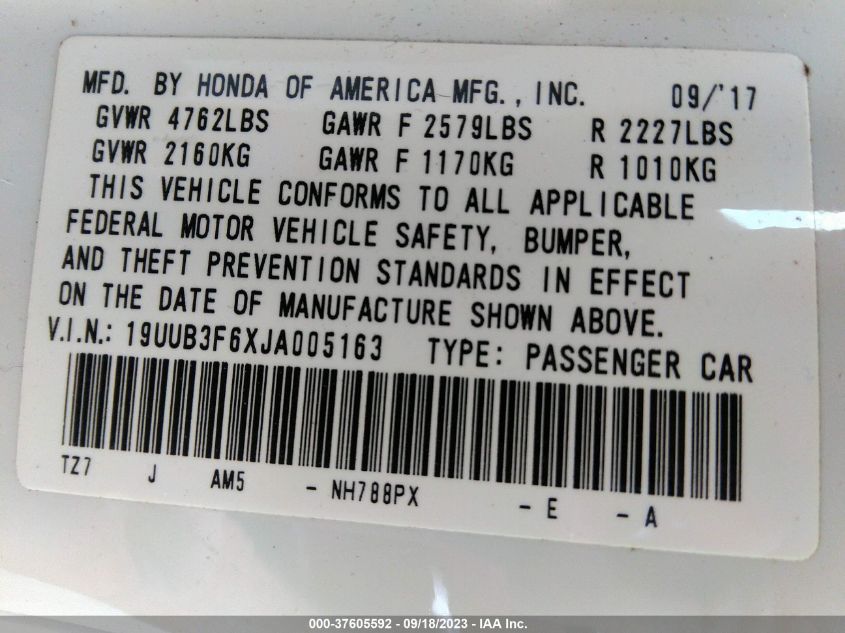 MFD. BY HONDA OF AMERICA MFG., INC. 09/'17
GVWR 4762LBS GAWR F 2579LBS R 2227LBS
GVWR 2160KG GAWR F 1170KG R 1010KG
THIS VEHICLE CONFORMS TO ALL APPLICABLE
FEDERAL MOTOR VEHICLE SAFETY, BUMPER,
AND THEFT PREVENTION STANDARDS IN EFFECT
ON THE DATE OF MANUFACTURE SHOWN ABOVE.
V.I.N.: 19UUB3F6XJA005163 TYPE: PASSENGER CAR
TZ7 J AM5 - NH788PX - E - A
000-37605592 - 09/18/2023 - IAA Inc.